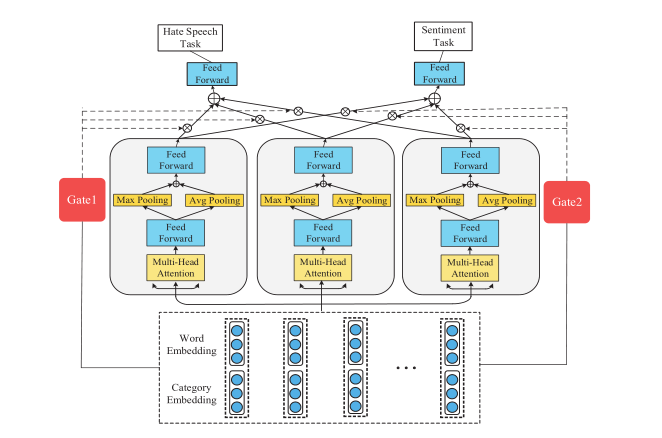 Hate Speech
Task
Sentiment
Task
Feed
Forward
Feed
Forward
Feed
Forward
Feed
Forward
Feed
Forward
Gate1
Max Pooling
Avg Pooling
Max Pooling
Avg Pooling
Max Pooling
Avg Pooling
Gate2
Feed
Forward
Feed
Forward
Feed
Forward
Multi-Head
Attention
Multi-Head
Attention
Multi-Head
Attention
Word
Embedding
...
Category
Embedding